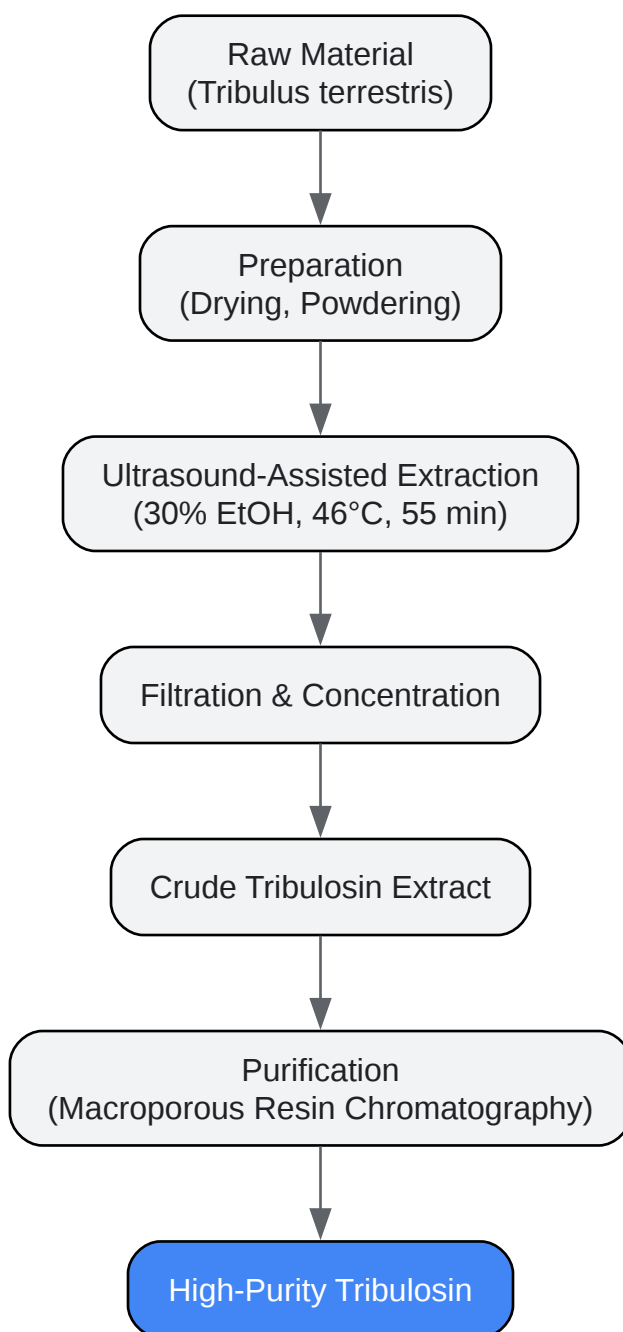 Raw Material
(Tribulus terrestris)
Preparation
(Drying, Powdering)
Ultrasound-Assisted Extraction
(30% EtOH, 46°C, 55 min)
Filtration & Concentration
Crude Tribulosin Extract
Purification
(Macroporous Resin Chromatography)
High-Purity Tribulosin